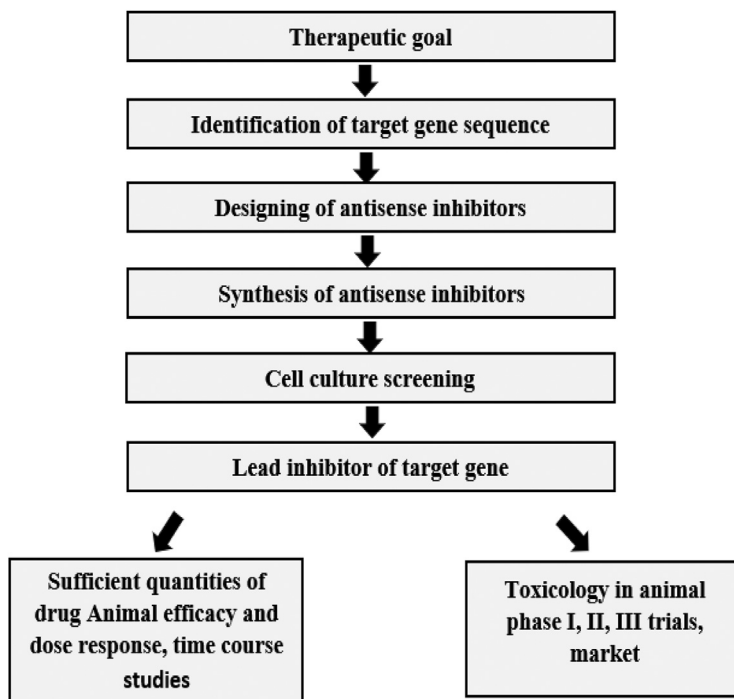 Therapeutic goal
Identification of target gene sequence
Designing of antisense inhibitors
Synthesis of antisense inhibitors
Cell culture screening
Lead inhibitor of target gene
Sufficient quantities of
drug Animal efficacy and
dose response, time course
studies
Toxicology in animal
phase I, II, III trials,
market